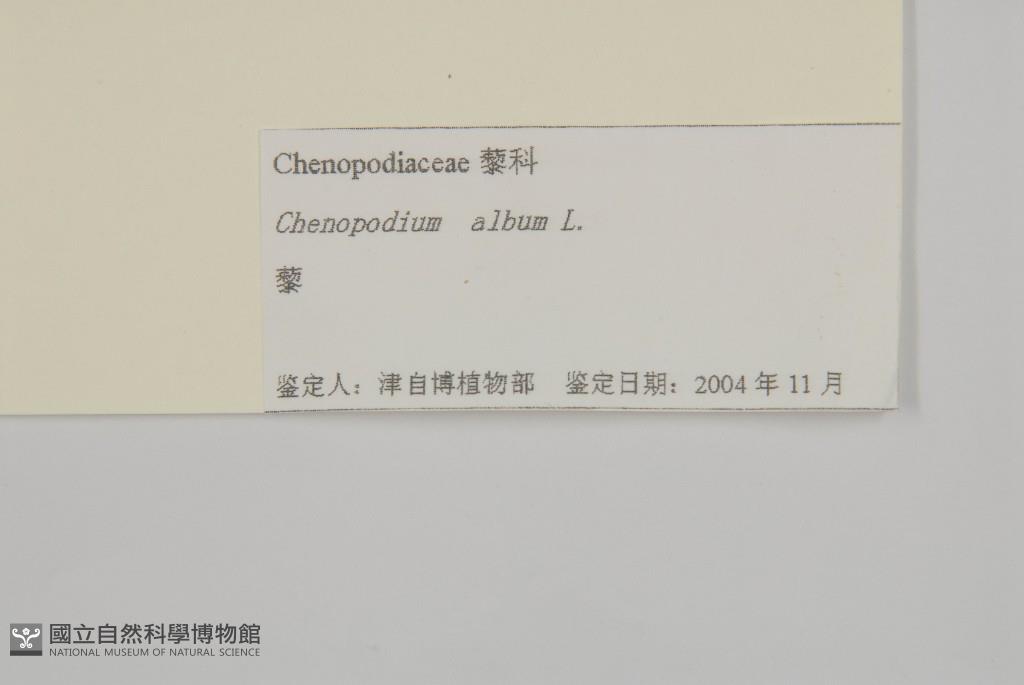 Chenopodiaceae 藜科
Chenopodium album L.
藜
鉴定人：津自博植物部 鉴定日期：2004 年 11 月
國立自然科學博物館
NATIONAL MUSEUM OF NATURAL SCIENCE